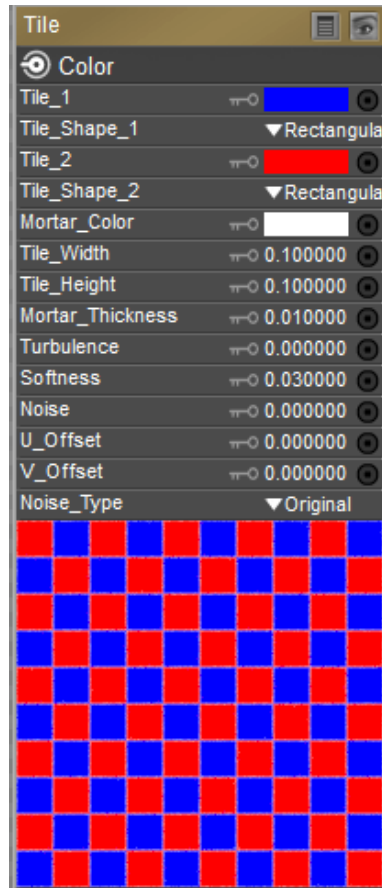 Tile
Color
Tile_1
Tile_Shape_1 ▼Rectangula
Tile_2
Tile_Shape_2 ▼Rectangula
Mortar_Color
Tile_Width 0.100000
Tile_Height 0.100000
Mortar_Thickness 0.010000
Turbulence 0.000000
Softness 0.030000
Noise 0.000000
U_Offset 0.000000
V_Offset 0.000000
Noise_Type ▼Original